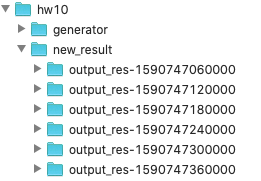 hw10
generator
new_result
output_res-1590747060000
output_res-1590747120000
output_res-1590747180000
output_res-1590747240000
output_res-1590747300000
output_res-1590747360000